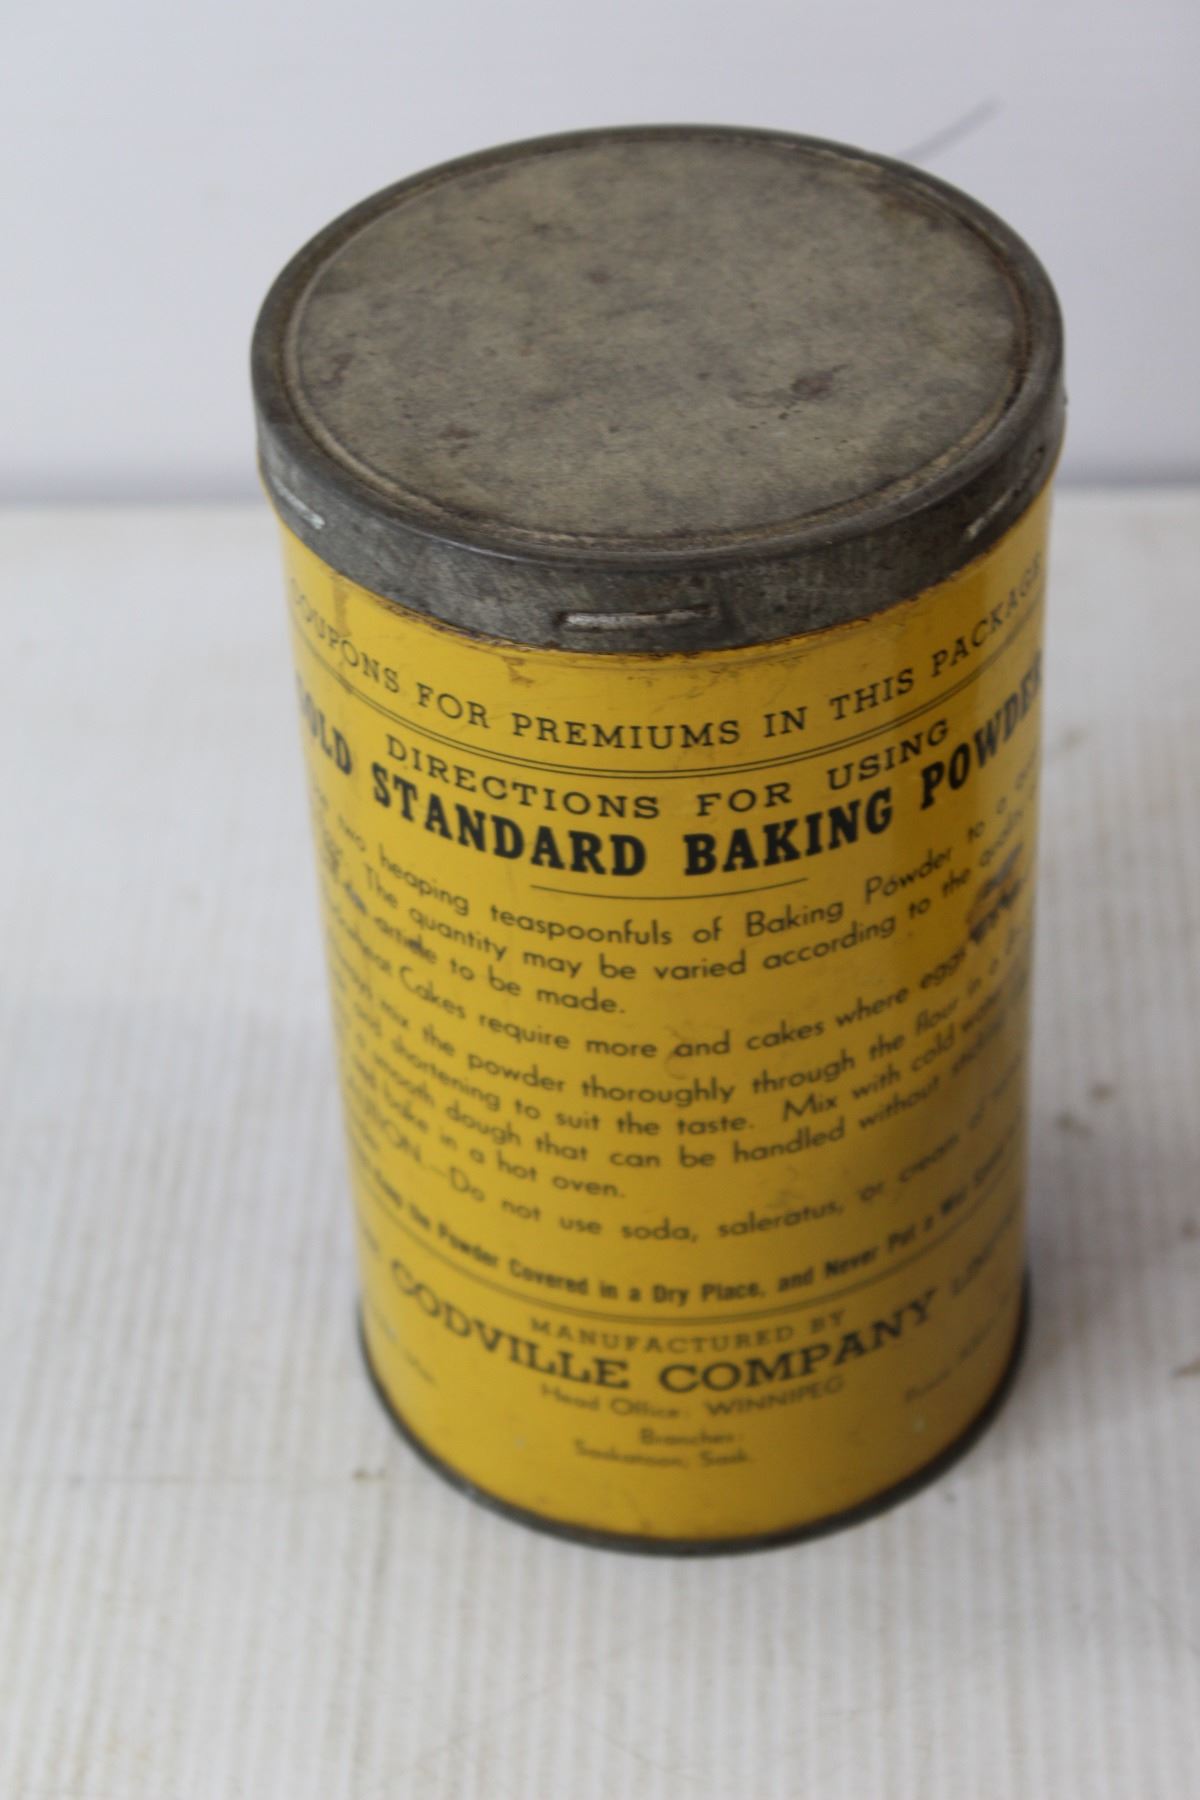 COUPONS FOR PREMIUMS IN THIS PACKAGE
DIRECTIONS FOR USING
GOLD STANDARD BAKING POWDER
two heaping teaspoonfuls of Baking Powder to a
The quantity may be varied according to the
article to be made.
Cakes require more and cakes where eggs
mix the powder thoroughly through the flour in a
and shortening to suit the taste. Mix with cold water
a smooth dough that can be handled without
bake in a hot oven.
Do not use soda, saleratus, or cream of
Keep the Powder Covered in a Dry Place, and Never Put a Wet
MANUFACTURED BY
CODVILLE COMPANY
Head Office: WINNIPEG
Branches:
Saskatoon, Sask.